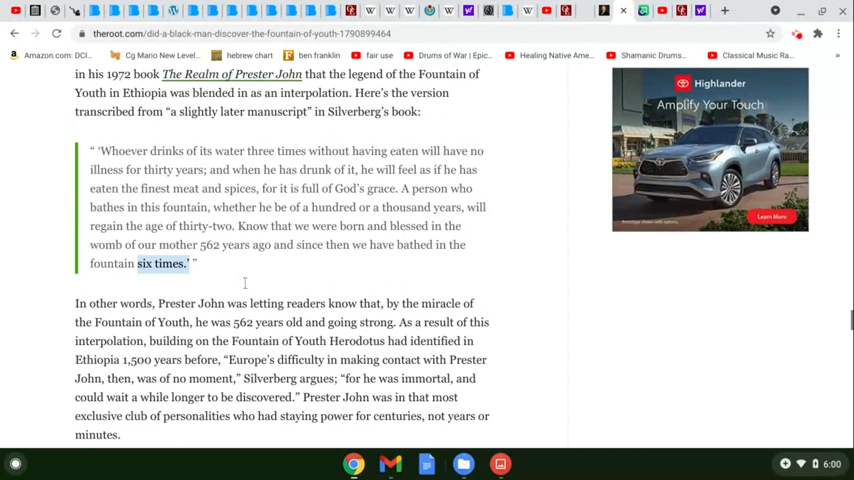 theroot.com/did-a-black-man-discover-the-fountain-of-youth-1790899464
Amazon.com: DCI... Cg Mario New Level... hebrew chart ben franklin fair use Drums of War | Epic... Healing Native Ame... Shamanic Drums... Classical Music Ra...
in his 1972 book The Realm of Prester John that the legend of the Fountain of
Youth in Ethiopia was blended in as an interpolation. Here's the version
transcribed from “a slightly later manuscript” in Silverberg's book:
“ ‘Whoever drinks of its water three times without having eaten will have no
illness for thirty years; and when he has drunk of it, he will feel as if he has
eaten the finest meat and spices, for it is full of God's grace. A person who
bathes in this fountain, whether he be of a hundred or a thousand years, will
regain the age of thirty-two. Know that we were born and blessed in the
womb of our mother 562 years ago and since then we have bathed in the
fountain six times.’ ”
In other words, Prester John was letting readers know that, by the miracle of
the Fountain of Youth, he was 562 years old and going strong. As a result of this
interpolation, building on the Fountain of Youth Herodotus had identified in
Ethiopia 1,500 years before, “Europe's difficulty in making contact with Prester
John, then, was of no moment,” Silverberg argues; “for he was immortal, and
could wait a while longer to be discovered.” Prester John was in that most
exclusive club of personalities who had staying power for centuries, not years or
minutes.
Highlander
Amplify Your Touch
Prototype shown with options.
Learn More
6:00